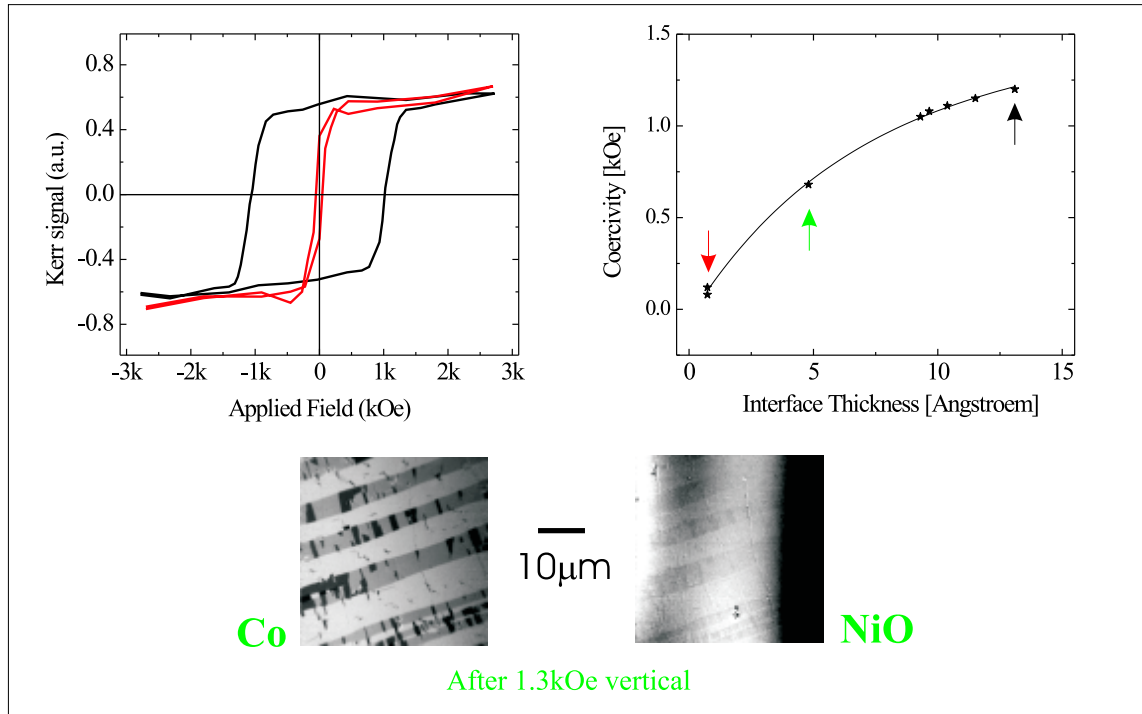 0.8
0.4
0.0
-0.4
-0.8
Kerr signal (a.u.)
-3k -2k -1k 0 1k 2k 3k
Applied Field (kOe)
1.5
1.0
0.5
0.0
Coercivity [kOe]
0 5 10 15
Interface Thickness [Angstroem]
10μm
Co
NiO
After 1.3kOe vertical